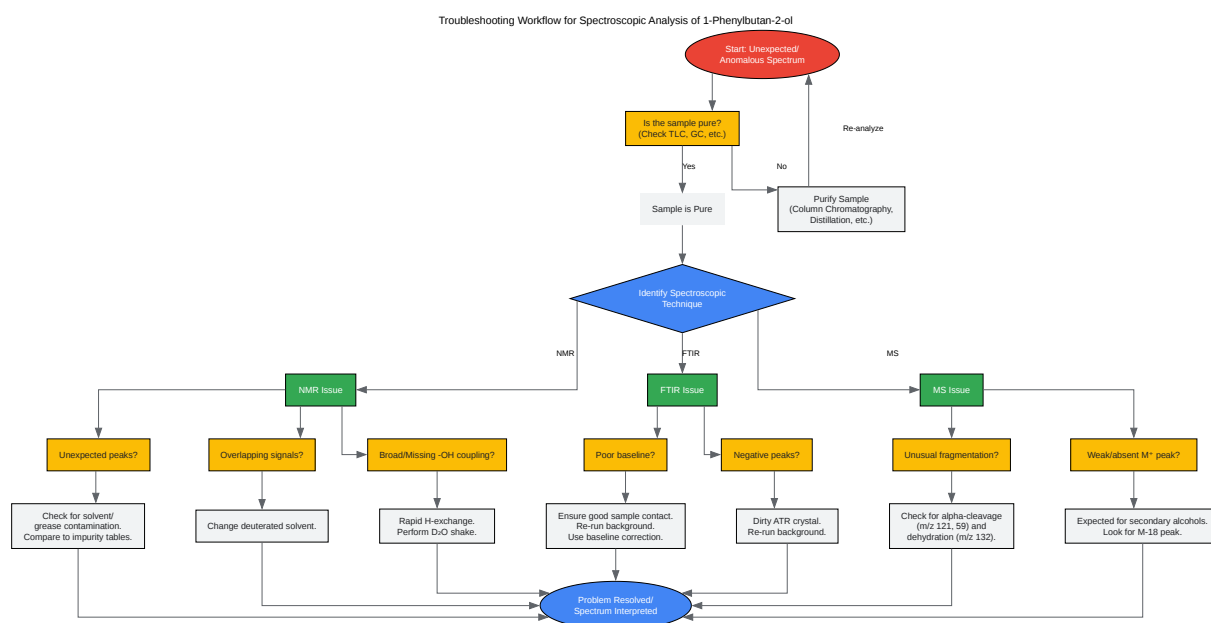 Troubleshooting Workflow for Spectroscopic Analysis of 1-Phenylbutan-2-ol
Start: Unexpected/
Anomalous Spectrum
Is the sample pure?
(Check TLC, GC, etc.)
Re-analyze
Yes
No
Sample is Pure
Purify Sample
(Column Chromatography,
Distillation, etc.)
Identify Spectroscopic
Technique
NMR
FTIR
MS
NMR Issue
FTIR Issue
MS Issue
Unexpected peaks?
Overlapping signals?
Broad/Missing -OH coupling?
Poor baseline?
Negative peaks?
Unusual fragmentation?
Weak/absent M⁺ peak?
Check for solvent/
grease contamination.
Compare to impurity tables.
Change deuterated solvent.
Rapid H-exchange.
Perform D₂O shake.
Ensure good sample contact.
Re-run background.
Use baseline correction.
Dirty ATR crystal.
Re-run background.
Check for alpha-cleavage
(m/z 121, 59) and
dehydration (m/z 132).
Expected for secondary alcohols.
Look for M-18 peak.
Problem Resolved/
Spectrum Interpreted